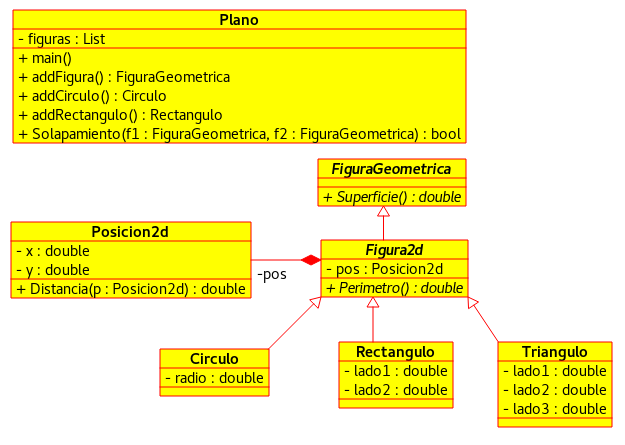 Plano
- figuras : List
+ main()
+ addFigura() : FiguraGeometrica
+ addCirculo() : Circulo
+ addRectangulo() : Rectangulo
+ Solapamiento(f1 : FiguraGeometrica, f2 : FiguraGeometrica) : bool
FiguraGeometrica
+ Superficie() : double
Posicion2d
- x : double
- y : double
+ Distancia(p : Posicion2d) : double
-pos
Figura2d
- pos : Posicion2d
+ Perimetro() : double
Circulo
- radio : double
Rectangulo
- lado1 : double
- lado2 : double
Triangulo
- lado1 : double
- lado2 : double
- lado3 : double